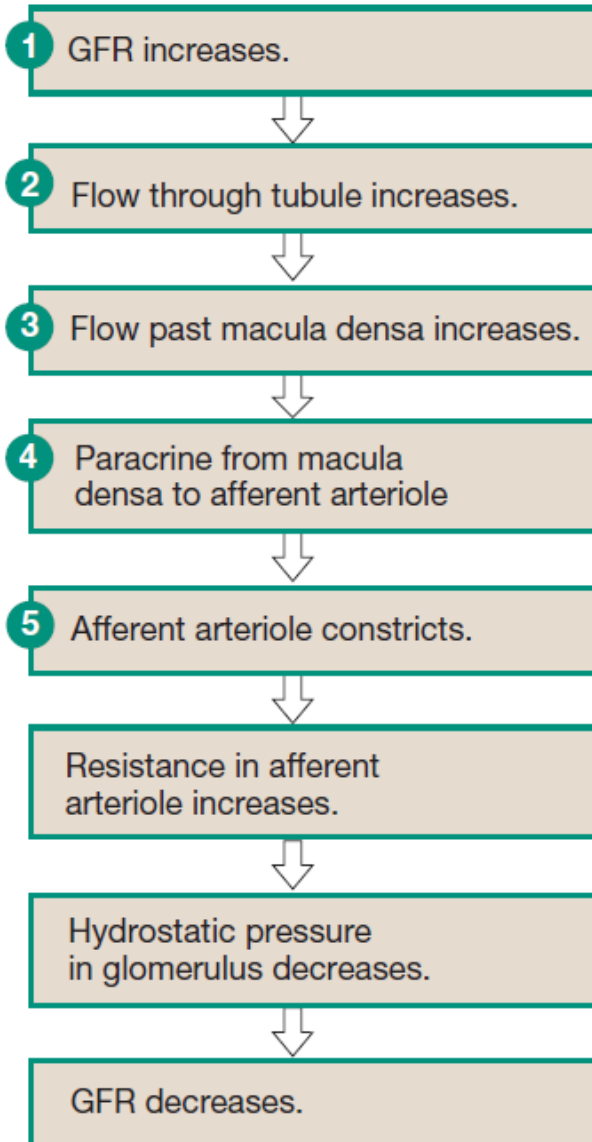 1 GFR increases.
2 Flow through tubule increases.
3 Flow past macula densa increases.
4 Paracrine from macula
densa to afferent arteriole
5 Afferent arteriole constricts.
Resistance in afferent
arteriole increases.
Hydrostatic pressure
in glomerulus decreases.
GFR decreases.